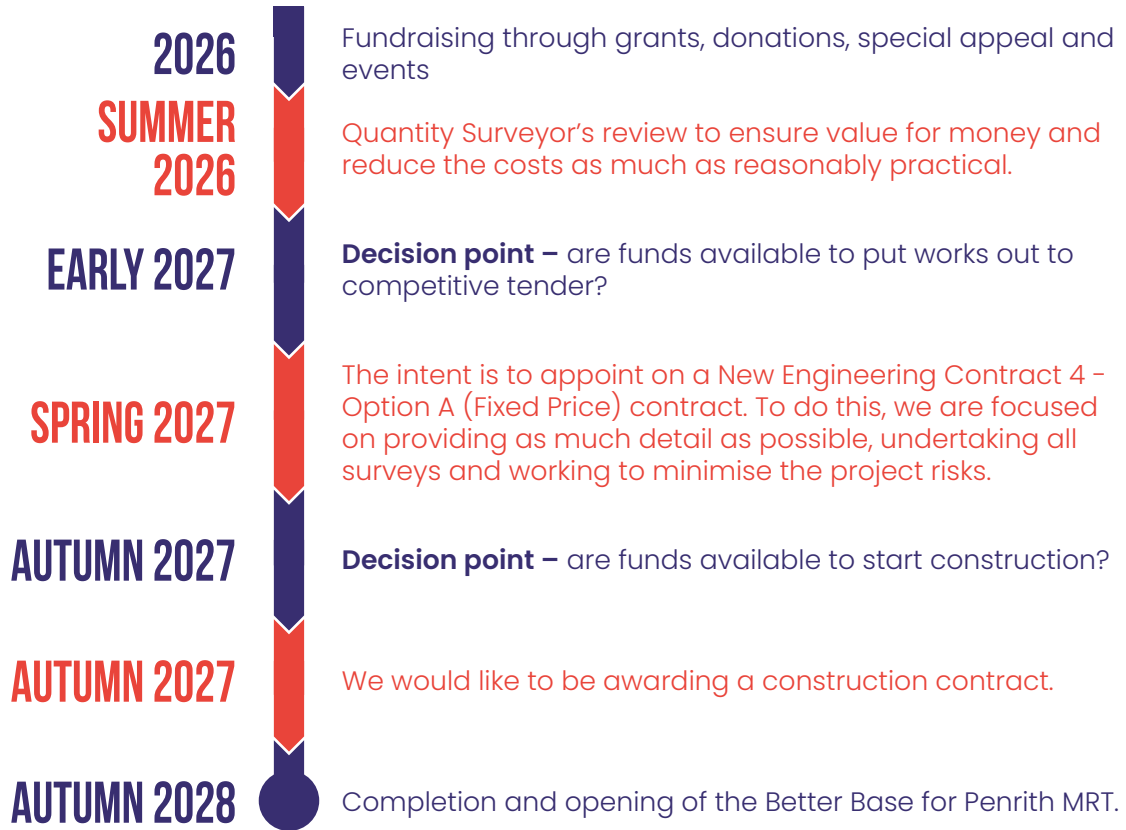 2026
Fundraising through grants, donations, special appeal and
events
SUMMER
2026
Quantity Surveyor's review to ensure value for money and
reduce the costs as much as reasonably practical.
EARLY 2027
Decision point – are funds available to put works out to
competitive tender?
SPRING 2027
The intent is to appoint on a New Engineering Contract 4 -
Option A (Fixed Price) contract. To do this, we are focused
on providing as much detail as possible, undertaking all
surveys and working to minimise the project risks.
AUTUMN 2027
Decision point – are funds available to start construction?
AUTUMN 2027
We would like to be awarding a construction contract.
AUTUMN 2028
Completion and opening of the Better Base for Penrith MRT.